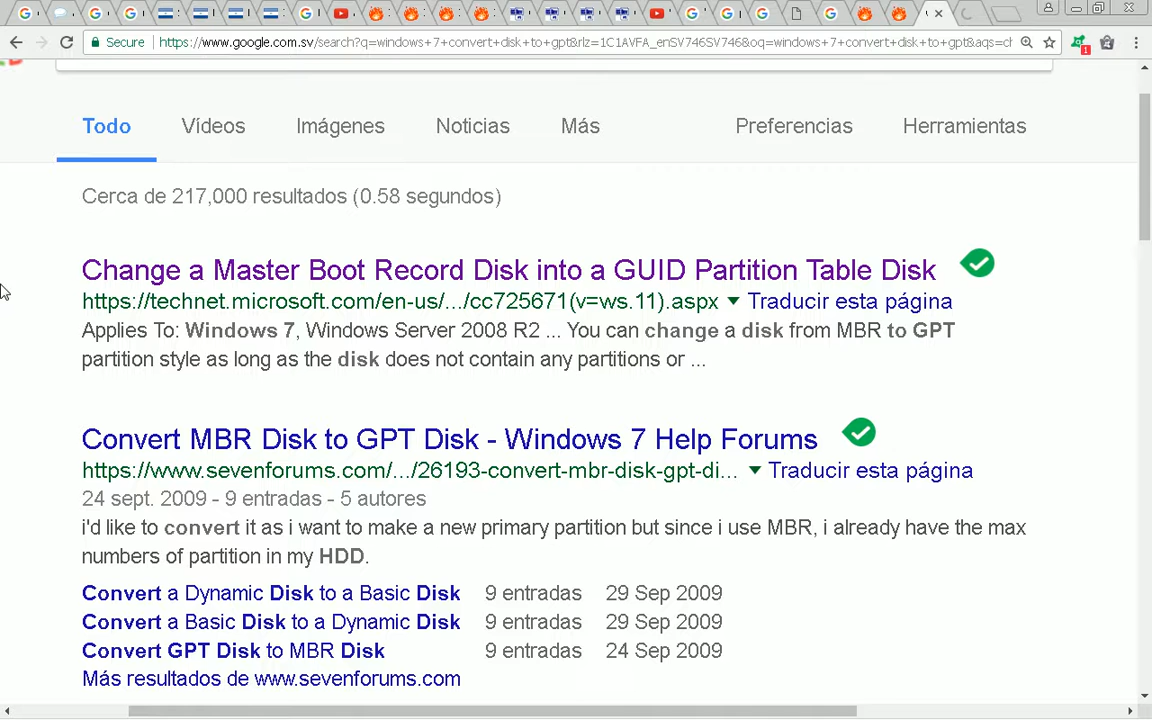 Secure https://www.google.com.sv/search?q=windows+7+convert+disk+to+gpt&rlz=1C1AVFA_enSV746SV746&oq=windows+7+convert+disk+to+gpt&aqs=ch
1
Todo Vídeos Imágenes Noticias Más Preferencias Herramientas
Cerca de 217,000 resultados (0.58 segundos)
Change a Master Boot Record Disk into a GUID Partition Table Disk
https://technet.microsoft.com/en-us/.../cc725671(v=ws.11).aspx ▼ Traducir esta página
Applies To: Windows 7, Windows Server 2008 R2 ... You can change a disk from MBR to GPT
partition style as long as the disk does not contain any partitions or ...
Convert MBR Disk to GPT Disk - Windows 7 Help Forums
https://www.sevenforums.com/.../26193-convert-mbr-disk-gpt-di... ▼ Traducir esta página
24 sept. 2009 - 9 entradas - 5 autores
i'd like to convert it as i want to make a new primary partition but since i use MBR, i already have the max
numbers of partition in my HDD.
Convert a Dynamic Disk to a Basic Disk 9 entradas 29 Sep 2009
Convert a Basic Disk to a Dynamic Disk 9 entradas 29 Sep 2009
Convert GPT Disk to MBR Disk 9 entradas 24 Sep 2009
Más resultados de www.sevenforums.com